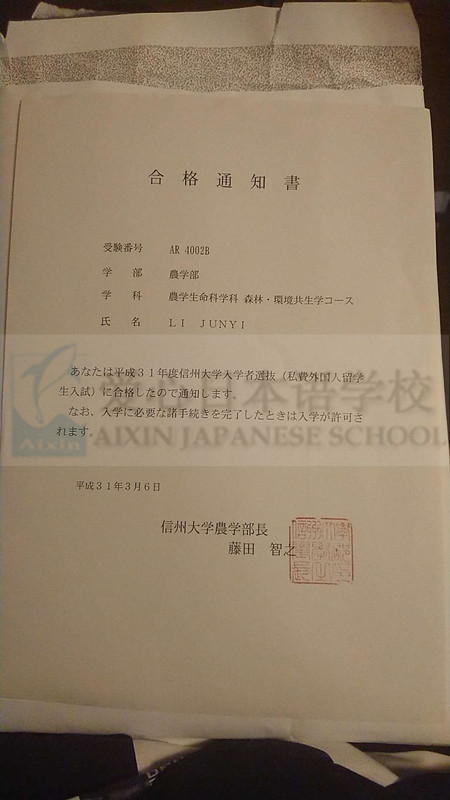 合格通知書
受験番号 AR 4002B
学部 農学部
学科 農学生命科学科 森林・環境共生学コース
氏名 LI JUNYI
あなたは平成31年度信州大学入学者選抜（私費外国人留学
生入試）に合格したので通知します。
なお、入学に必要な諸手続きを完了したときは入学が許可さ
れます。
日本语学校
Aixin
AIXIN JAPANESE SCHOOL
平成31年3月6日
信州大学農学部長
藤田 智之